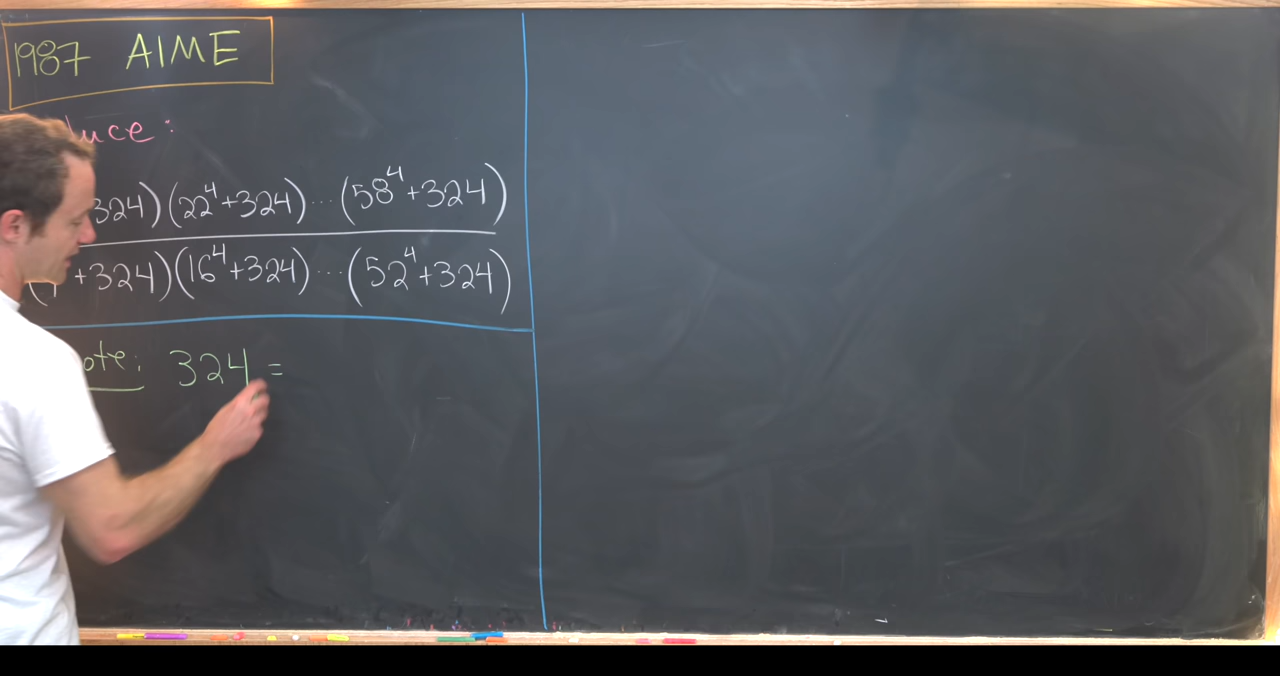 1987 AIME
uce:
324)(22⁴+324)...(58⁴+324)
+324)(16⁴+324)...(52⁴+324)
ote: 324 =